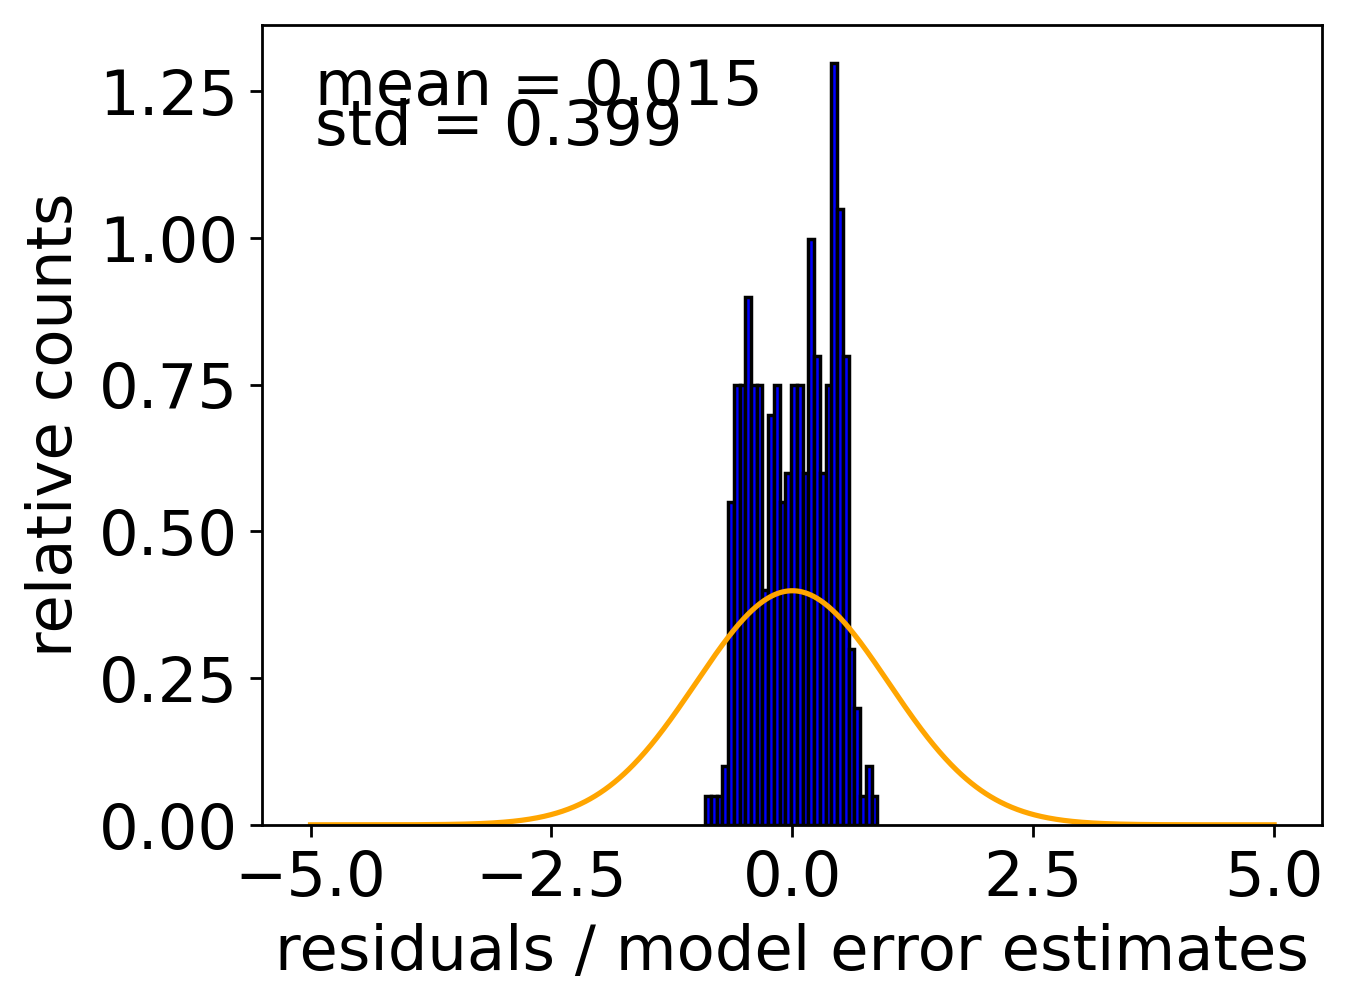 mean = 0.015
std = 0.399
1.25
1.00
0.75
0.50
0.25
0.00
relative counts
−5.0 −2.5 0.0 2.5 5.0
residuals / model error estimates